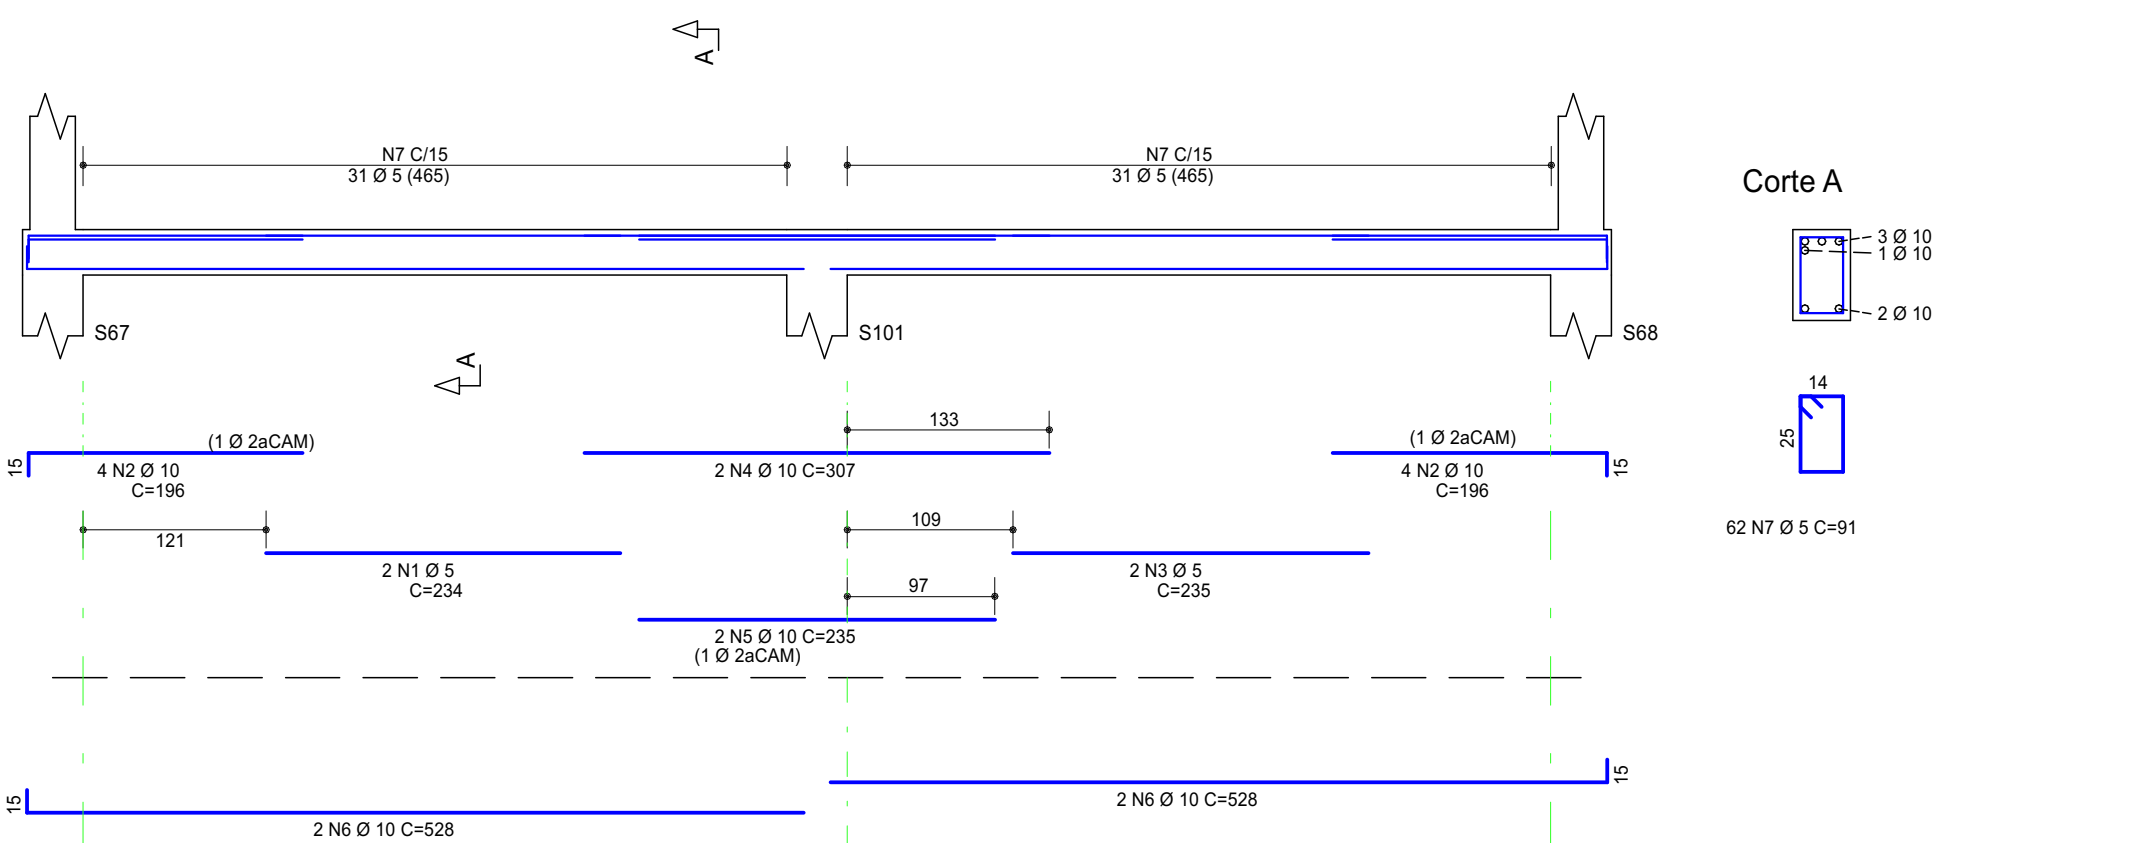 A
N7 C/15
31 Ø 5 (465)
N7 C/15
31 Ø 5 (465)
Corte A
3 Ø 10
1 Ø 10
2 Ø 10
S67
S101
S68
A
14
25
62 N7 Ø 5 C=91
133
(1 Ø 2aCAM)
(1 Ø 2aCAM)
15
4 N2 Ø 10
C=196
2 N4 Ø 10 C=307
4 N2 Ø 10
C=196
15
121
109
2 N1 Ø 5
C=234
2 N3 Ø 5
C=235
97
2 N5 Ø 10 C=235
(1 Ø 2aCAM)
15
2 N6 Ø 10 C=528
15
2 N6 Ø 10 C=528